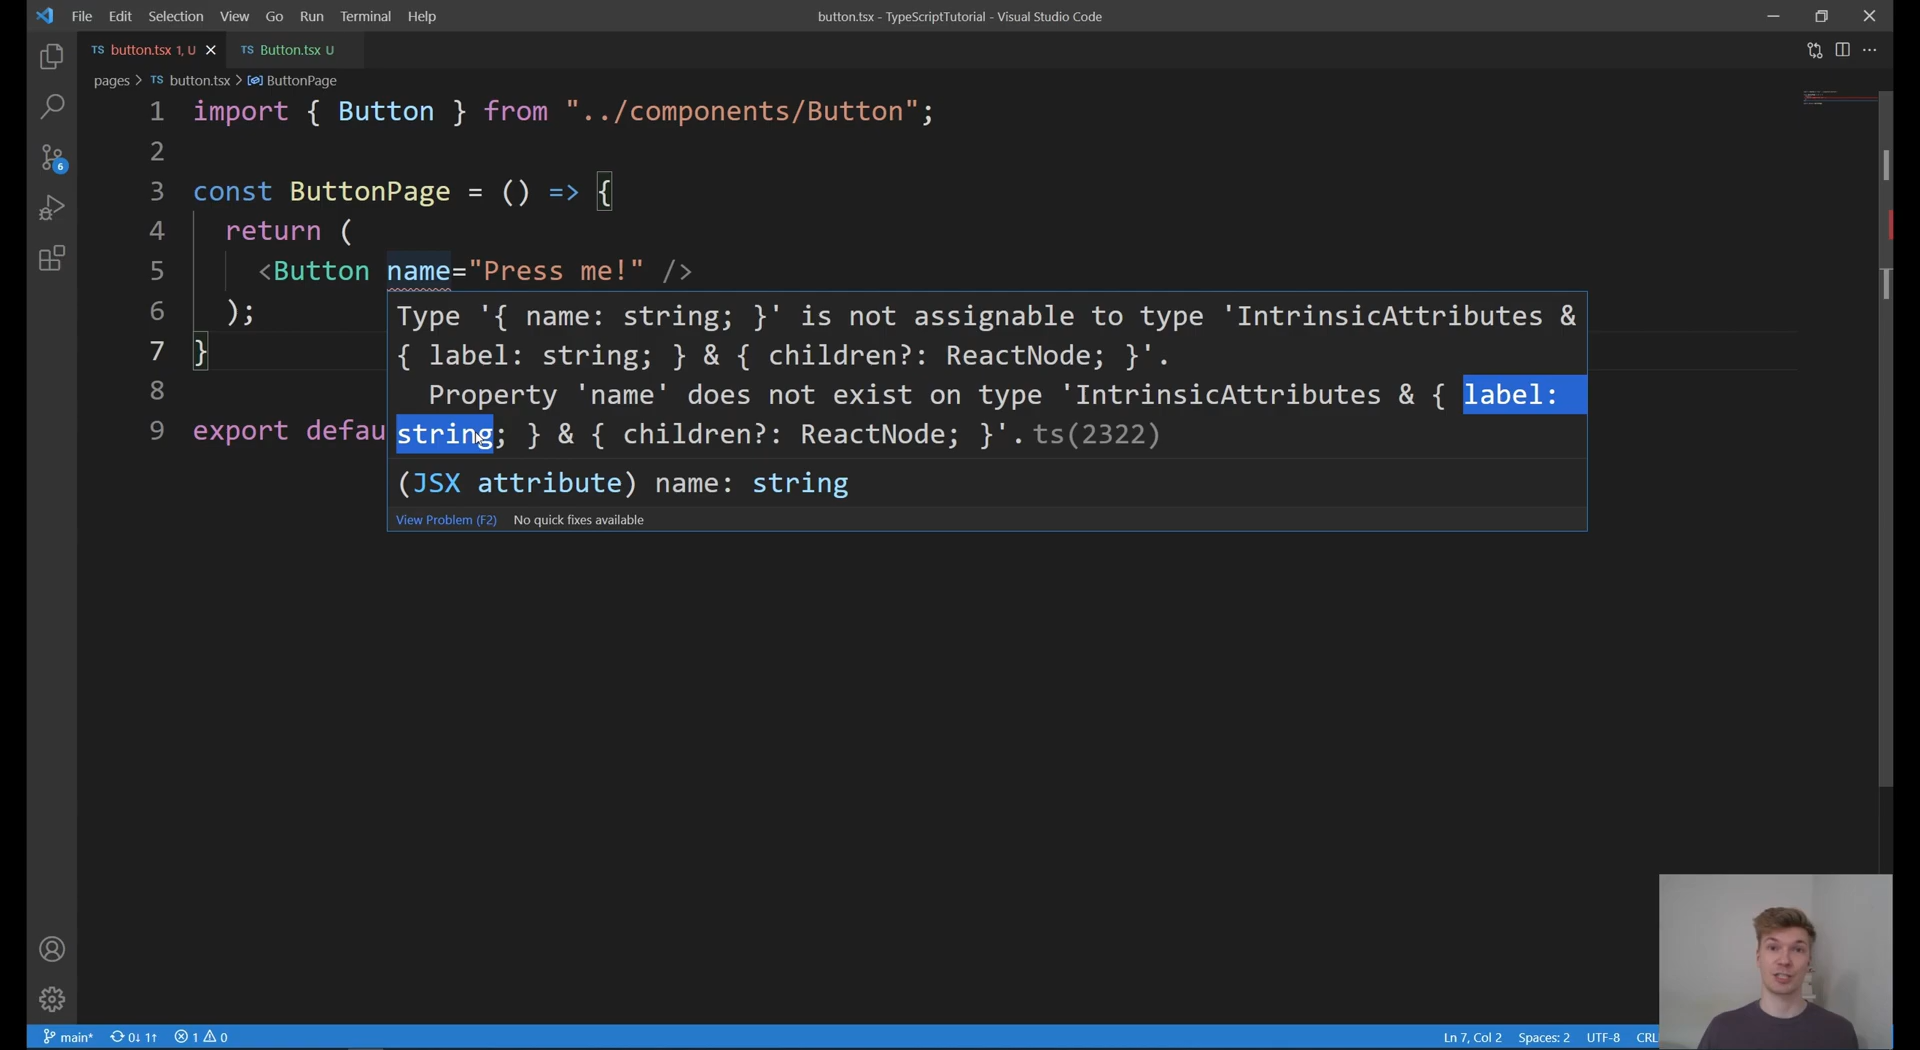 File Edit Selection View Go Run Terminal Help
button.tsx - TypeScriptTutorial - Visual Studio Code
TS button.tsx 1, U
TS Button.tsx U
pages > TS button.tsx > ButtonPage
1 import { Button } from "../components/Button";
2
3 const ButtonPage = () => {
4 return (
5 <Button name="Press me!" />
6 );
7 }
8
9 export defau
Type '{ name: string; }' is not assignable to type 'IntrinsicAttributes &
{ label: string; } & { children?: ReactNode; }'.
Property 'name' does not exist on type 'IntrinsicAttributes & { label:
string; } & { children?: ReactNode; }'.ts(2322)
(JSX attribute) name: string
View Problem (F2) No quick fixes available
6
main* 0↓ 1↑ 1 0
Ln 7, Col 2 Spaces: 2 UTF-8 CRL